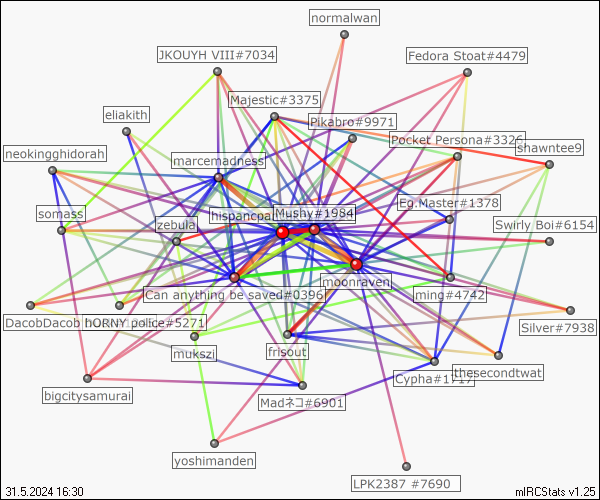 normalwan
JKOUYH VIII#7034
Fedora Stoat#4479
Majestic#3375
eliakith
Pikabro#9971
Pocket Persona#3326
shawntee9
neokingghidorah
marcemadness
Eg.Master#1378
somass
hispancpa
Mushy#1984
zebula
Swirly Boi#6154
moonraven
Can anything be saved#0396
ming#4742
DacobDacob
police#5271
Silver#7938
mukszi
frisout
Cypha#1717
thesecondtwat
bigcitysamurai
Madネコ#6901
yoshimanden
LPK2387 #7690
31.5.2024 16:30
mIRCStats v1.25